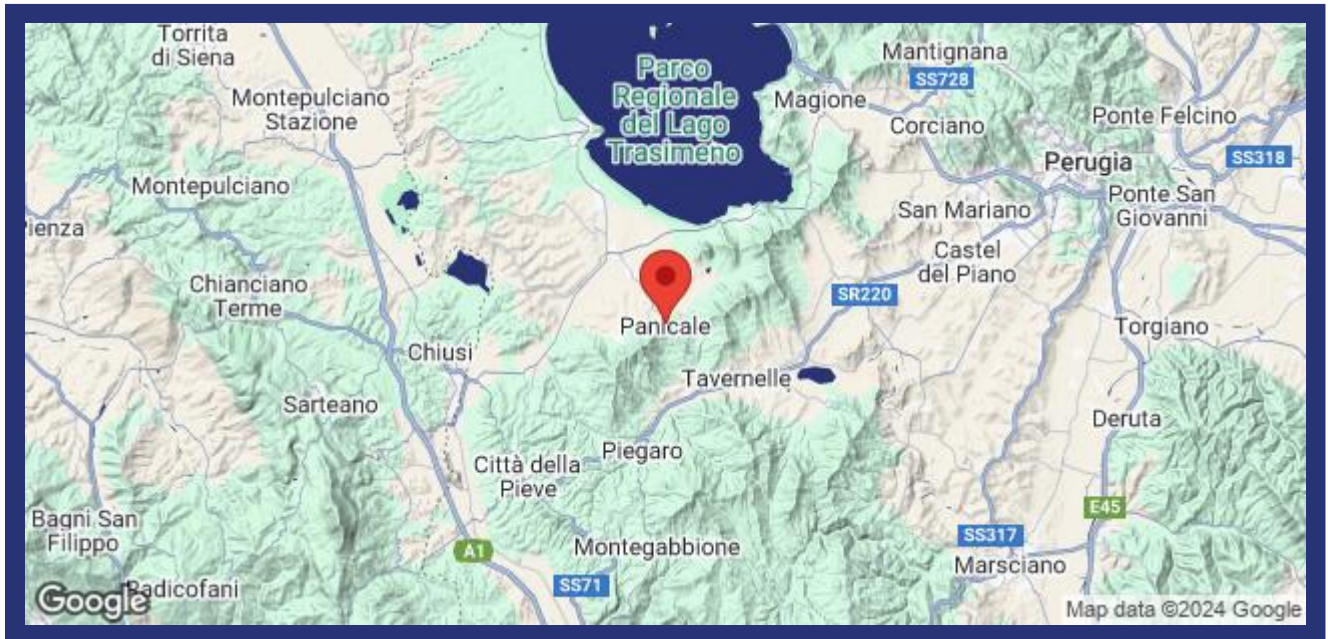 Torrita
di Siena
Mantignana
Parco
Regionale
del Lago
Trasimeno
SS728
Montepulciano
Stazione
Magione
Corciano
Ponte Felcino
SS318
Perugia
Montepulciano
Ponte San
Giovanni
ienza
San Mariano
Castel
del Piano
Chianciano
Terme
SR220
Panicale
Torgiano
Chiusi
Tavernelle
Sarteano
Deruta
Piegaro
Città della
Pieve
E45
Bagni San
Filippo
SS317
A1
Montegabbione
Marsciano
SS71
Radicofani
Google
Map data ©2024 Google